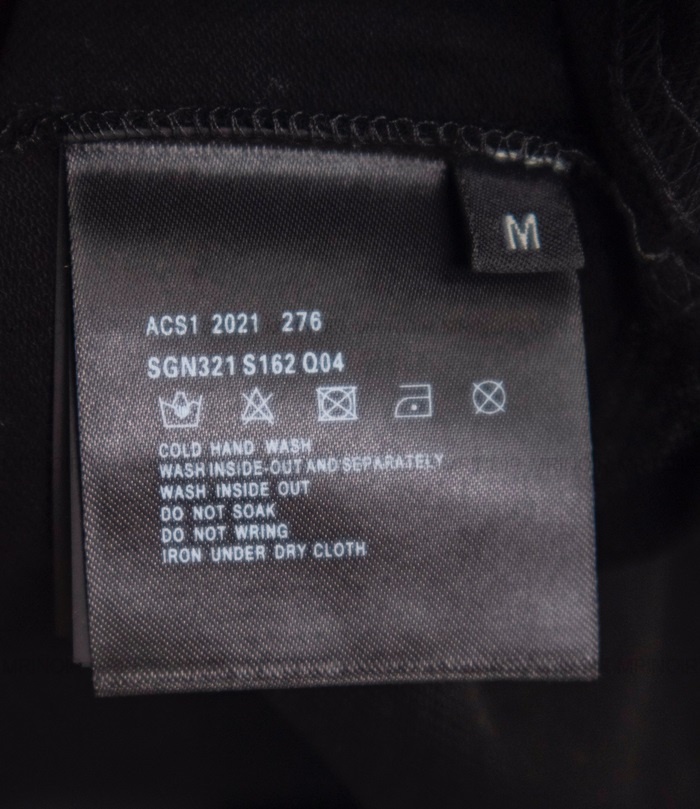 M
ACS1 2021 276
SGN321 S162 Q04
COLD HAND WASH
WASH INSIDE-OUT AND SEPARATELY
WASH INSIDE OUT
DO NOT SOAK
DO NOT WRING
IRON UNDER DRY CLOTH